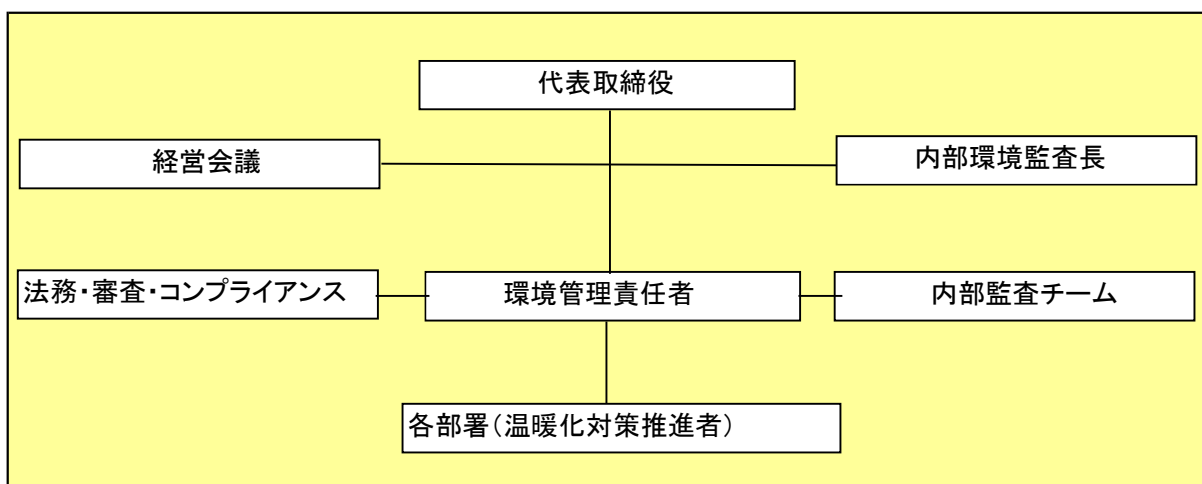 代表取締役
経営会議
内部環境監査長
法務・審査・コンプライアンス
環境管理責任者
内部監査チーム
各部署(温暖化対策推進者)